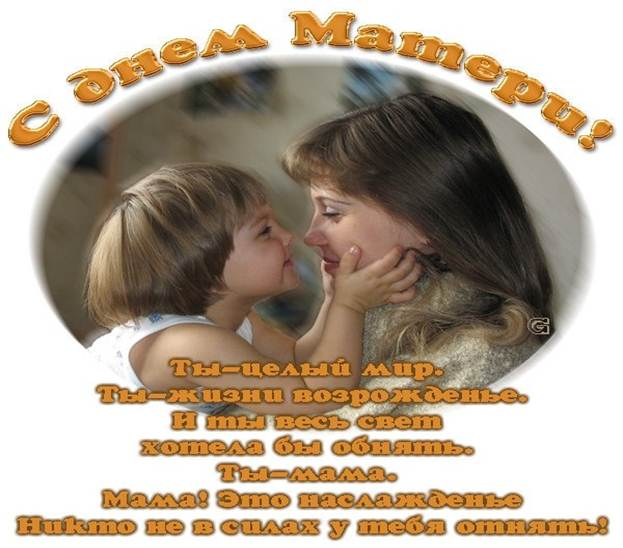 С днем Матери!
G
Ты-целый мир.
Ты-жизни возрожденье.
И ты весь свет
хотела бы обнять.
Ты-мама.
Мама! Это наслажденье
Никто не в силах у тебя отнять!